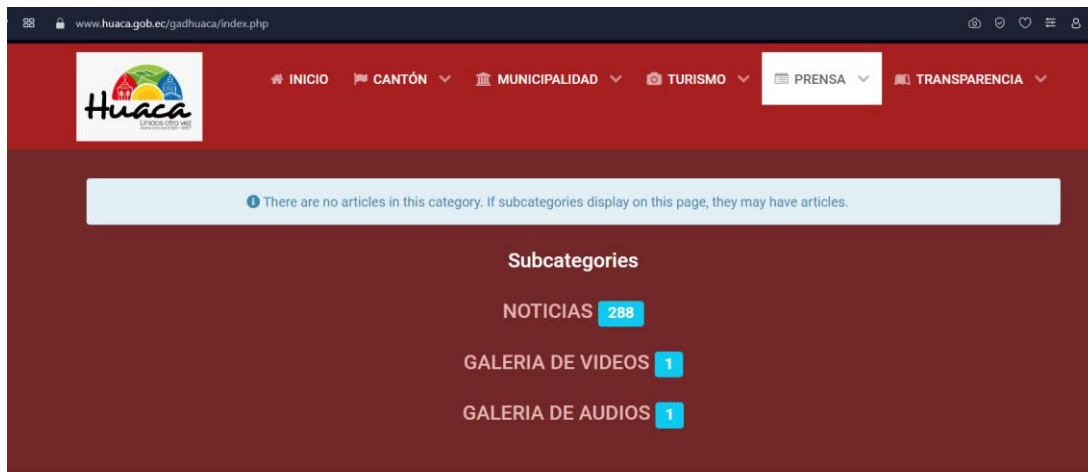 www.huaca.gob.ec/gadhuaca/index.php
Huaca
Unidos otra vez
INICIO
CANTÓN
MUNICIPALIDAD
TURISMO
PRENSA
TRANSPARENCIA
There are no articles in this category. If subcategories display on this page, they may have articles.
Subcategories
NOTICIAS 288
GALERIA DE VIDEOS 1
GALERIA DE AUDIOS 1